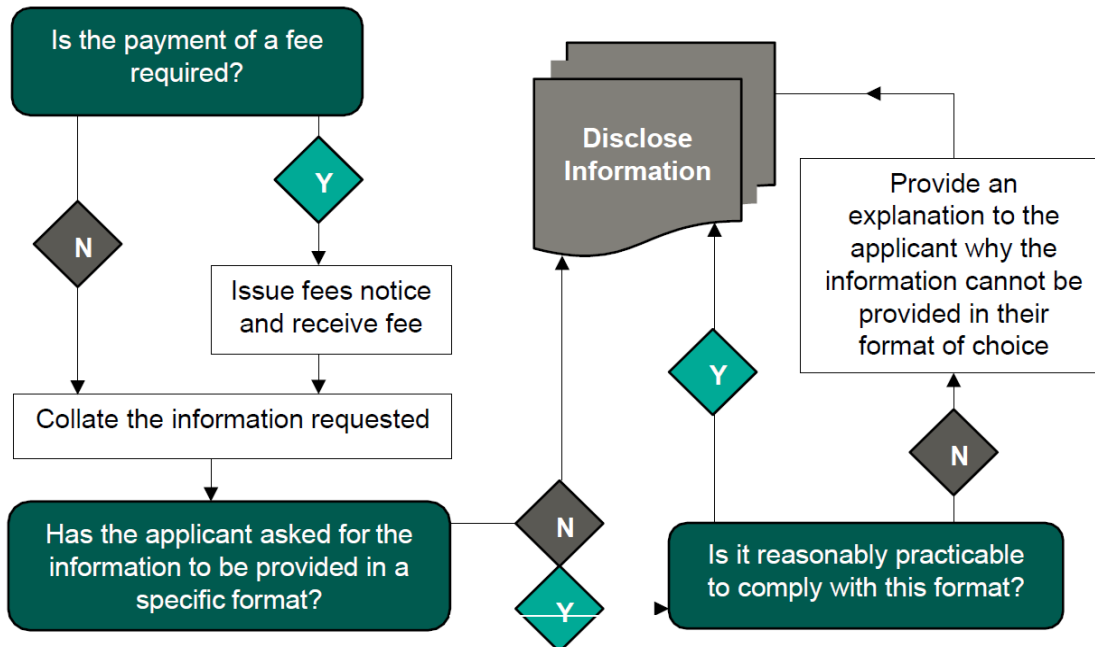 Is the payment of a fee
required?
Y
N
Issue fees notice
and receive fee
Collate the information requested
Has the applicant asked for the
information to be provided in a
specific format?
N
Y
Disclose
Information
Y
Provide an
explanation to the
applicant why the
information cannot be
provided in their
format of choice
N
Is it reasonably practicable
to comply with this format?